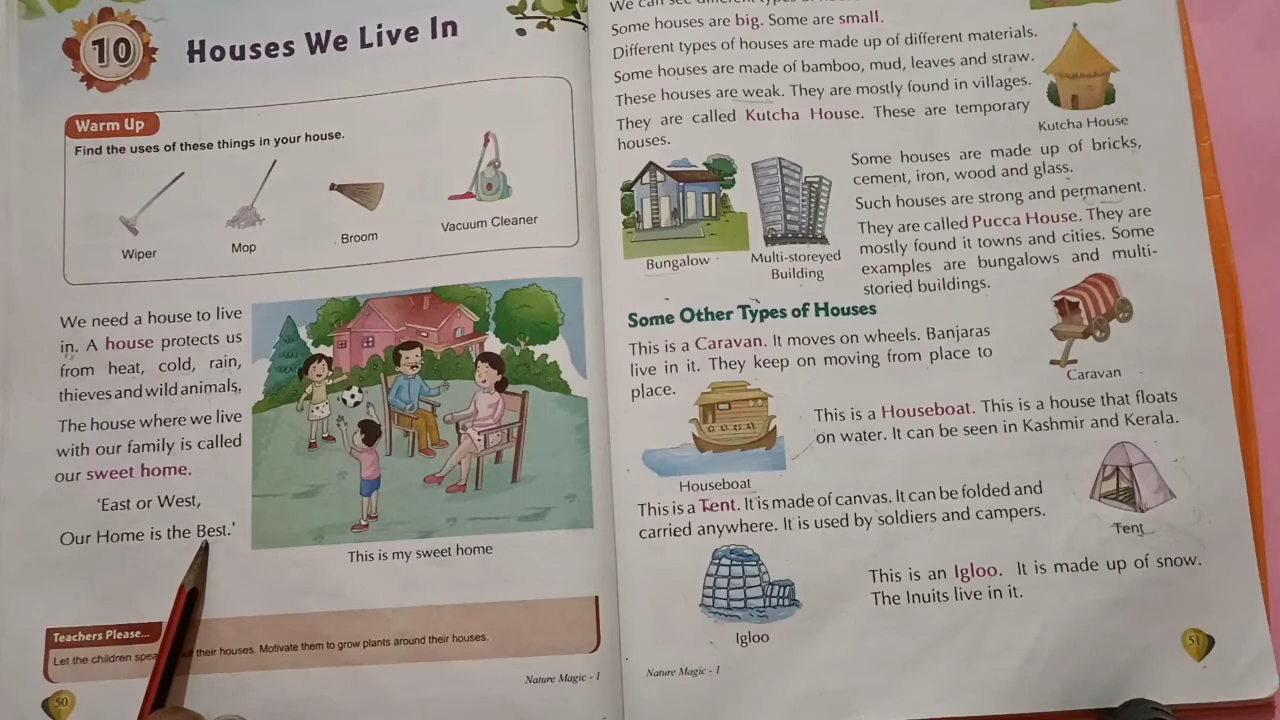 10
Houses We Live In
Warm Up
Find the uses of these things in your house.
Wiper
Mop
Broom
Vacuum Cleaner
We need a house to live
in. A house protects us
from heat, cold, rain,
thieves and wild animals,
The house where we live
with our family is called
our sweet home.
'East or West,
Our Home is the Best.'
This is my sweet home
Teachers Please...
Let the children their houses. Motivate them to grow plants around their houses.
Nature Magic - 1
50
We can see different types of
Some houses are big. Some are small.
Different types of houses are made up of different materials.
Some houses are made of bamboo, mud, leaves and straw.
These houses are weak. They are mostly found in villages.
They are called Kutcha House. These are temporary
houses.
Kutcha House
Bungalow
Multi-storeyed
Building
Some houses are made up of bricks,
cement, iron, wood and glass.
Such houses are strong and permanent.
They are called Pucca House. They are
mostly found it towns and cities. Some
examples are bungalows and multi-
storied buildings.
Some Other Types of Houses
This is a Caravan. It moves on wheels. Banjaras
live in it. They keep on moving from place to
place.
Caravan
This is a Houseboat. This is a house that floats
on water. It can be seen in Kashmir and Kerala.
Houseboat
This is a Tent. It is made of canvas. It can be folded and
carried anywhere. It is used by soldiers and campers.
Tent
This is an Igloo. It is made up of snow.
The Inuits live in it.
Igloo
Nature Magic - 1
51